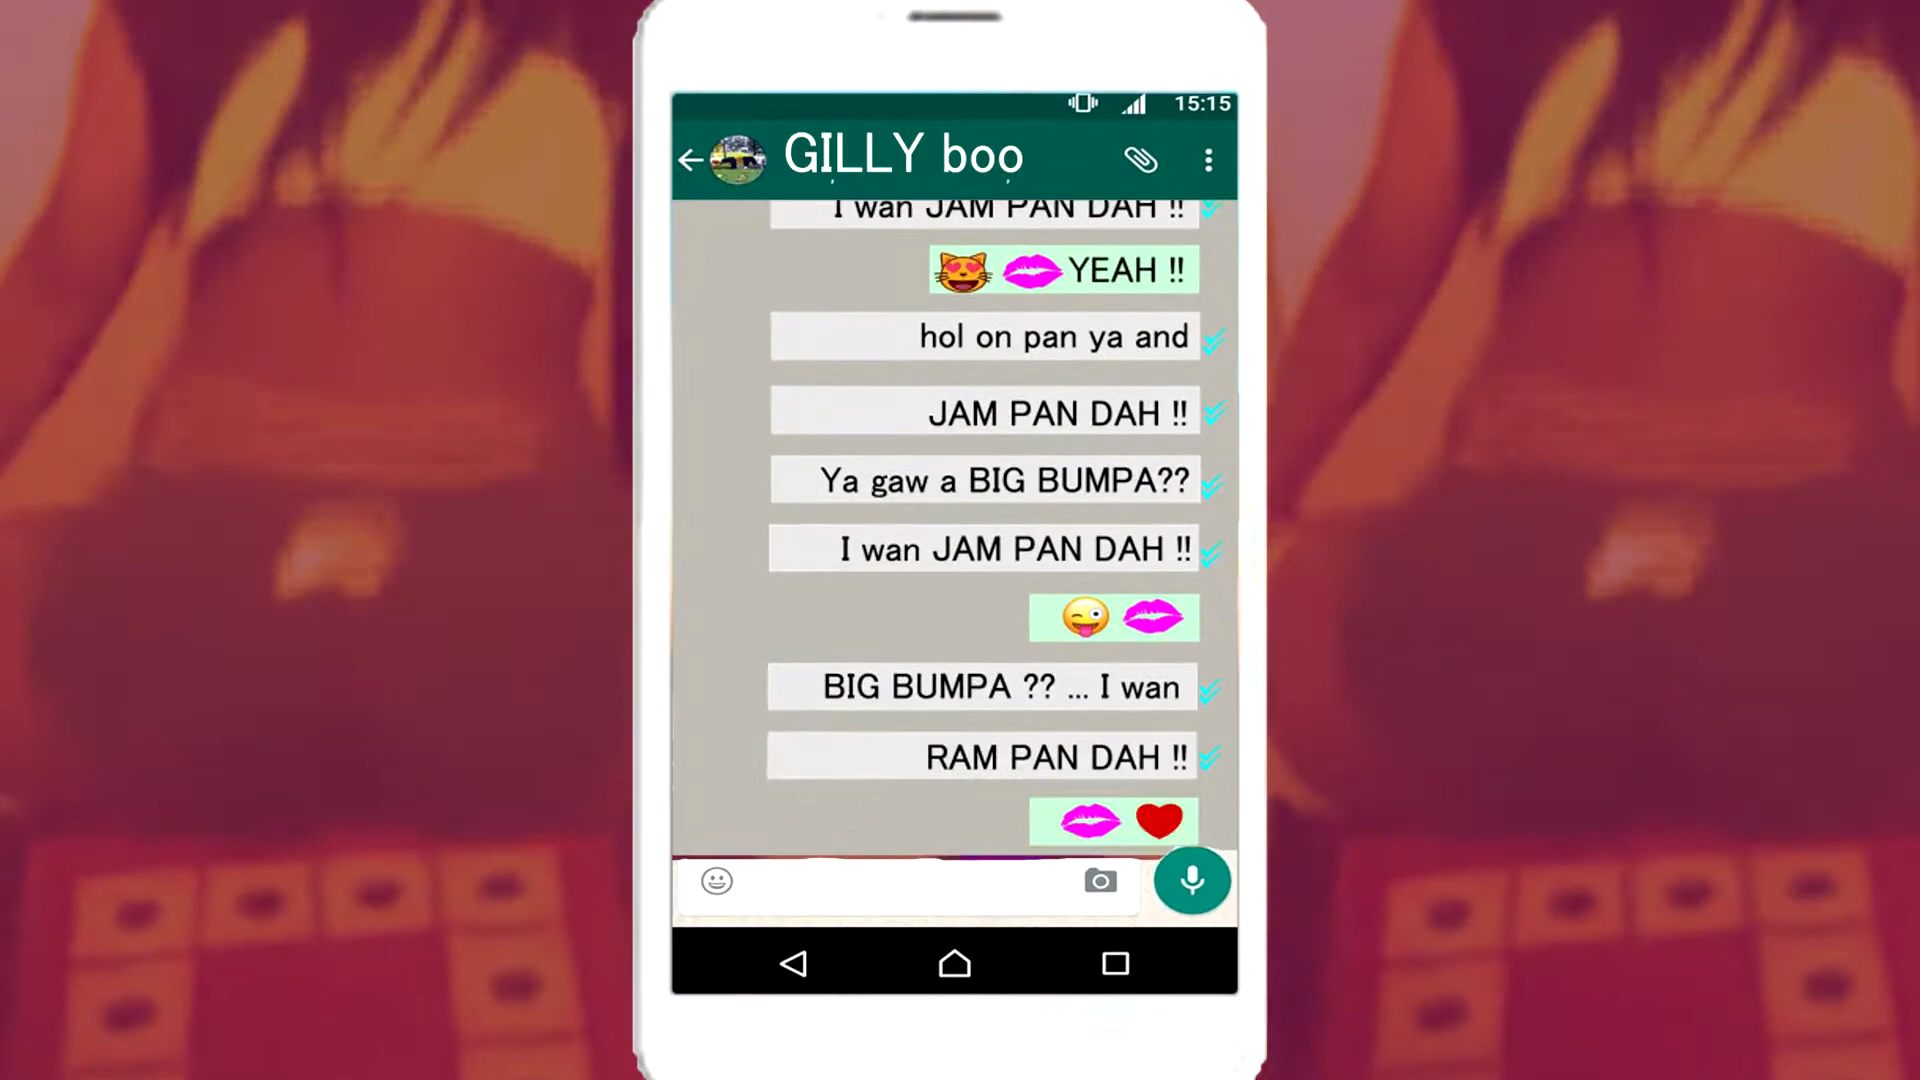 15:15
GILLY boo
I wan JAM PAN DAH !!
YEAH !!
hol on pan ya and
JAM PAN DAH !!
Ya gaw a BIG BUMPA??
I wan JAM PAN DAH !!
BIG BUMPA ?? ... I wan
RAM PAN DAH !!